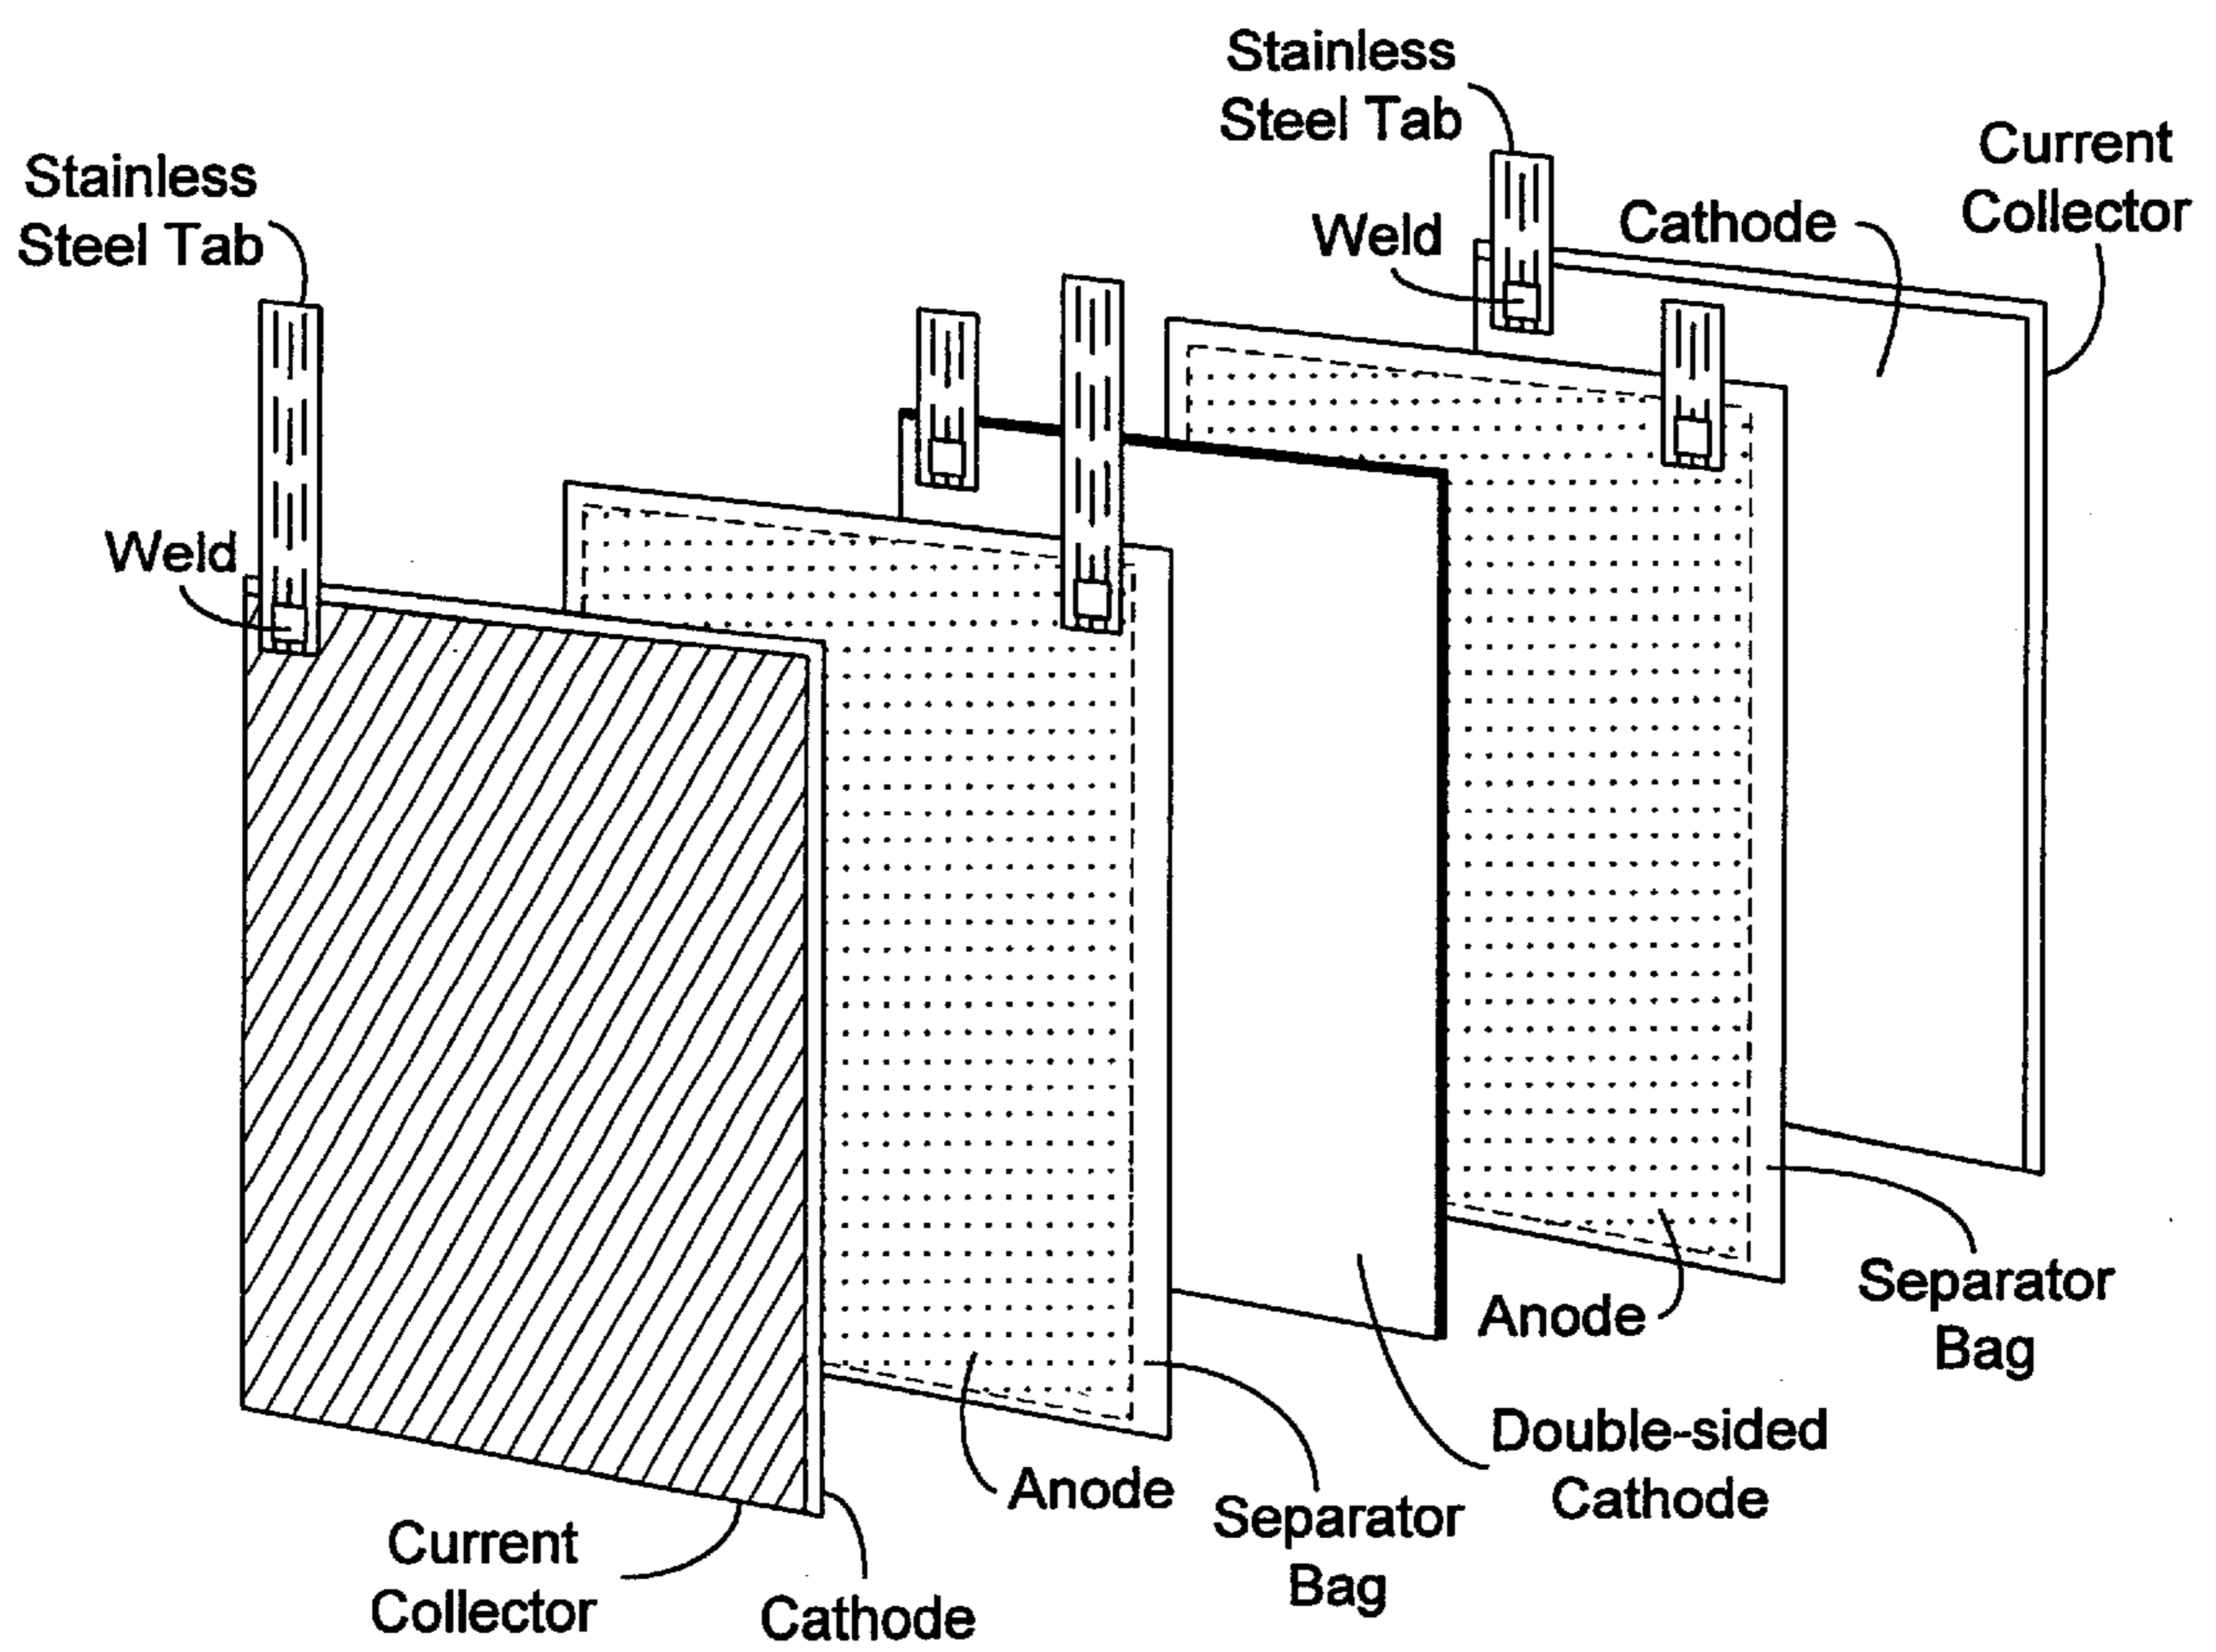 Stainless
Steel Tab
Current
Collector
Cathode
Weld
Stainless
Steel Tab
Weld
Separator
Bag
Anode
Double-sided
Cathode
Anode
Separator
Bag
Current
Collector
Cathode